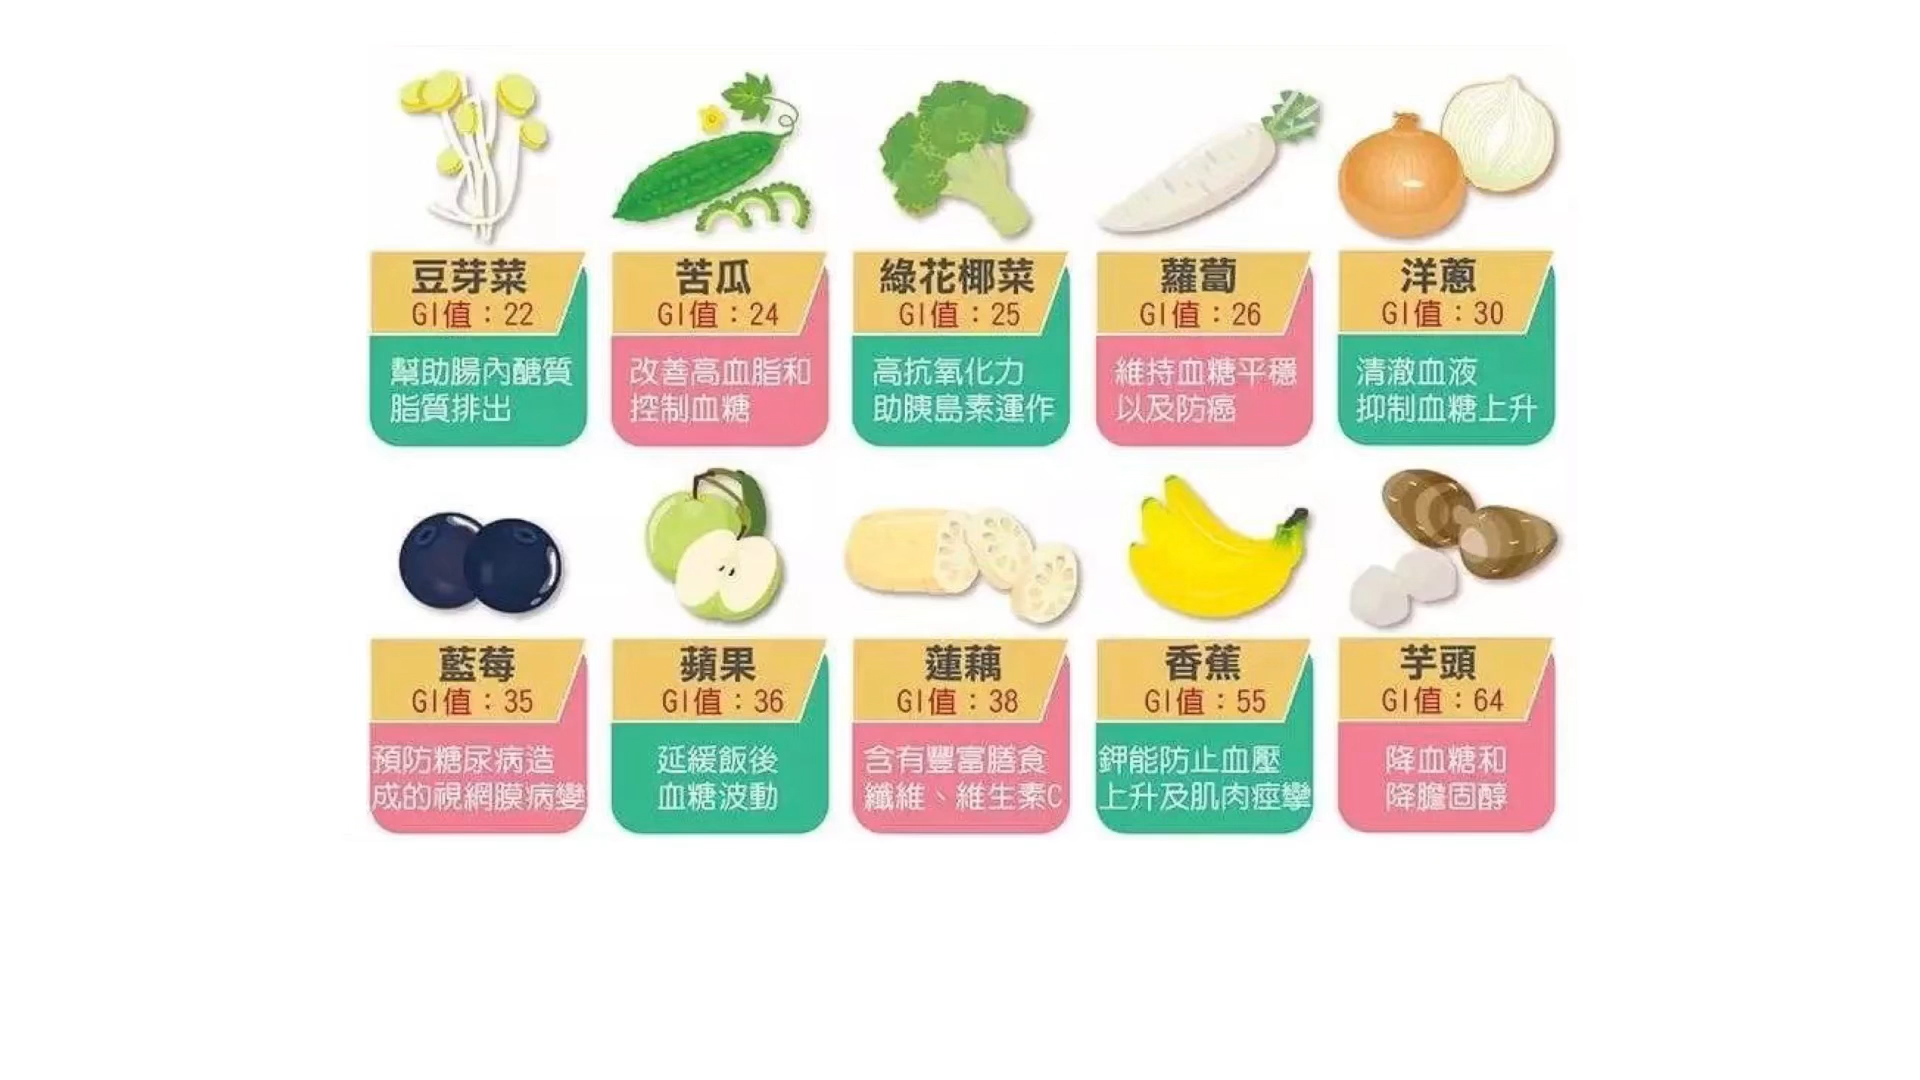 豆芽菜
GI值：22
幫助腸內醣質
脂質排出
苦瓜
GI值：24
改善高血脂和
控制血糖
綠花椰菜
GI值：25
高抗氧化力
助胰島素運作
蘿蔔
GI值：26
維持血糖平穩
以及防癌
洋蔥
GI值：30
清澈血液
抑制血糖上升
藍莓
GI值：35
預防糖尿病造
成的視網膜病變
蘋果
GI值：36
延緩飯後
血糖波動
蓮藕
GI值：38
含有豐富膳食
纖維、維生素C
香蕉
GI值：55
鉀能防止血壓
上升及肌肉痙攣
芋頭
GI值：64
降血糖和
降膽固醇